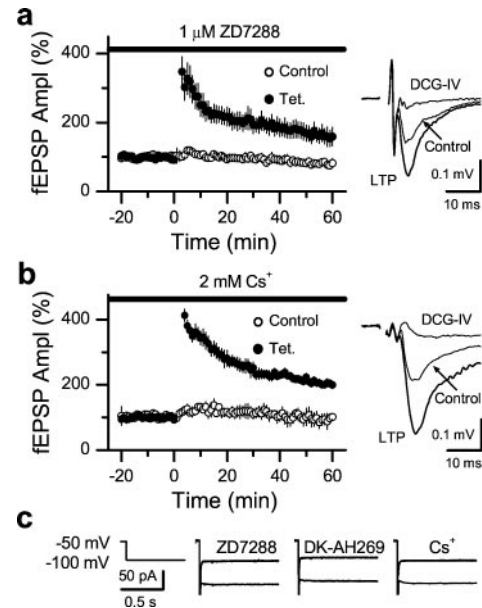 a
1 μM ZD7288
fEPSP Ampl (%)
400
200
100
0
Control
Tet.
-20
0
20
40
60
Time (min)
DCG-IV
Control
LTP
0.1 mV
10 ms
b
2 mM Cs⁺
fEPSP Ampl (%)
400
200
100
0
Control
Tet.
-20
0
20
40
60
Time (min)
DCG-IV
Control
LTP
0.1 mV
10 ms
c
-50 mV
-100 mV
50 pA
0.5 s
ZD7288
DK-AH269
Cs⁺